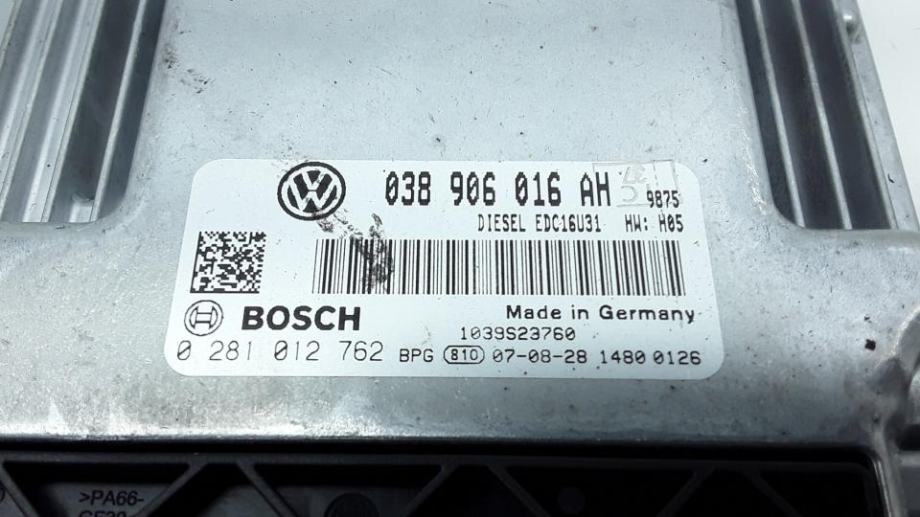 038 906 016 AH 9875
DIESEL EDC16U31 HW: H05
BOSCH Made in Germany
1039S23760
0 281 012 762 BPG 810 07-08-28 1480 0126
>PA66-